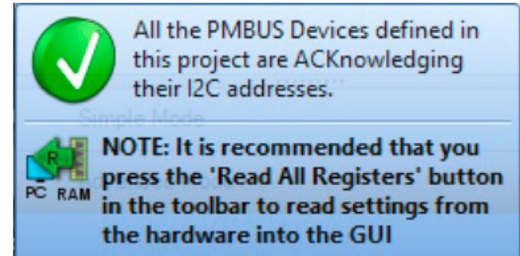 All the PMBUS Devices defined in
this project are ACKnowledging
their I2C addresses.
Simple Mode
R
PC RAM
NOTE: It is recommended that you
press the 'Read All Registers' button
in the toolbar to read settings from
the hardware into the GUI